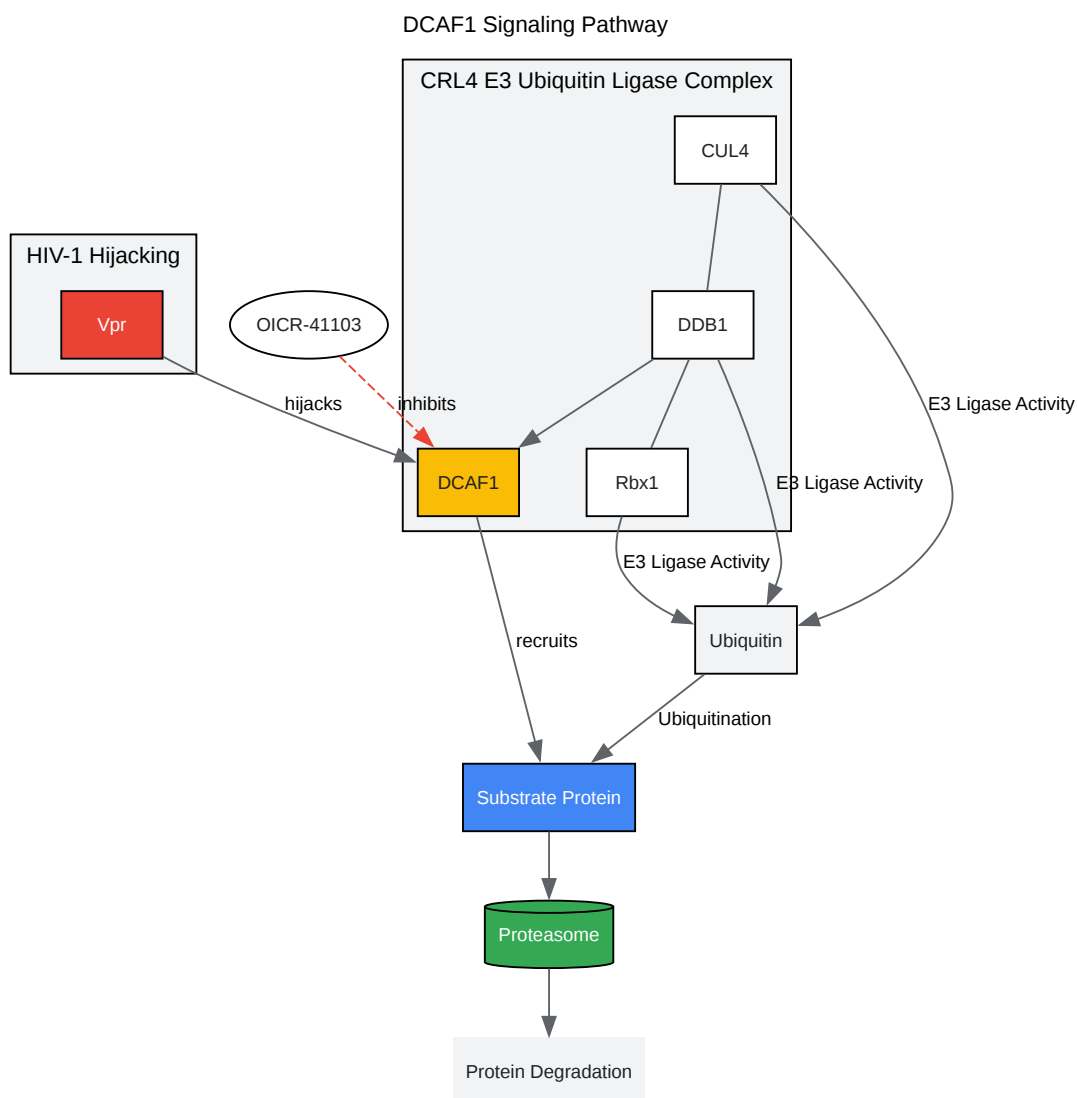 DCAF1 Signaling Pathway
CRL4 E3 Ubiquitin Ligase Complex
CUL4
HIV-1 Hijacking
Vpr
OICR-41103
DDB1
hijacks
inhibits
E3 Ligase Activity
DCAF1
Rbx1
E3 Ligase Activity
E3 Ligase Activity
recruits
Ubiquitin
Ubiquitination
Substrate Protein
Proteasome
Protein Degradation